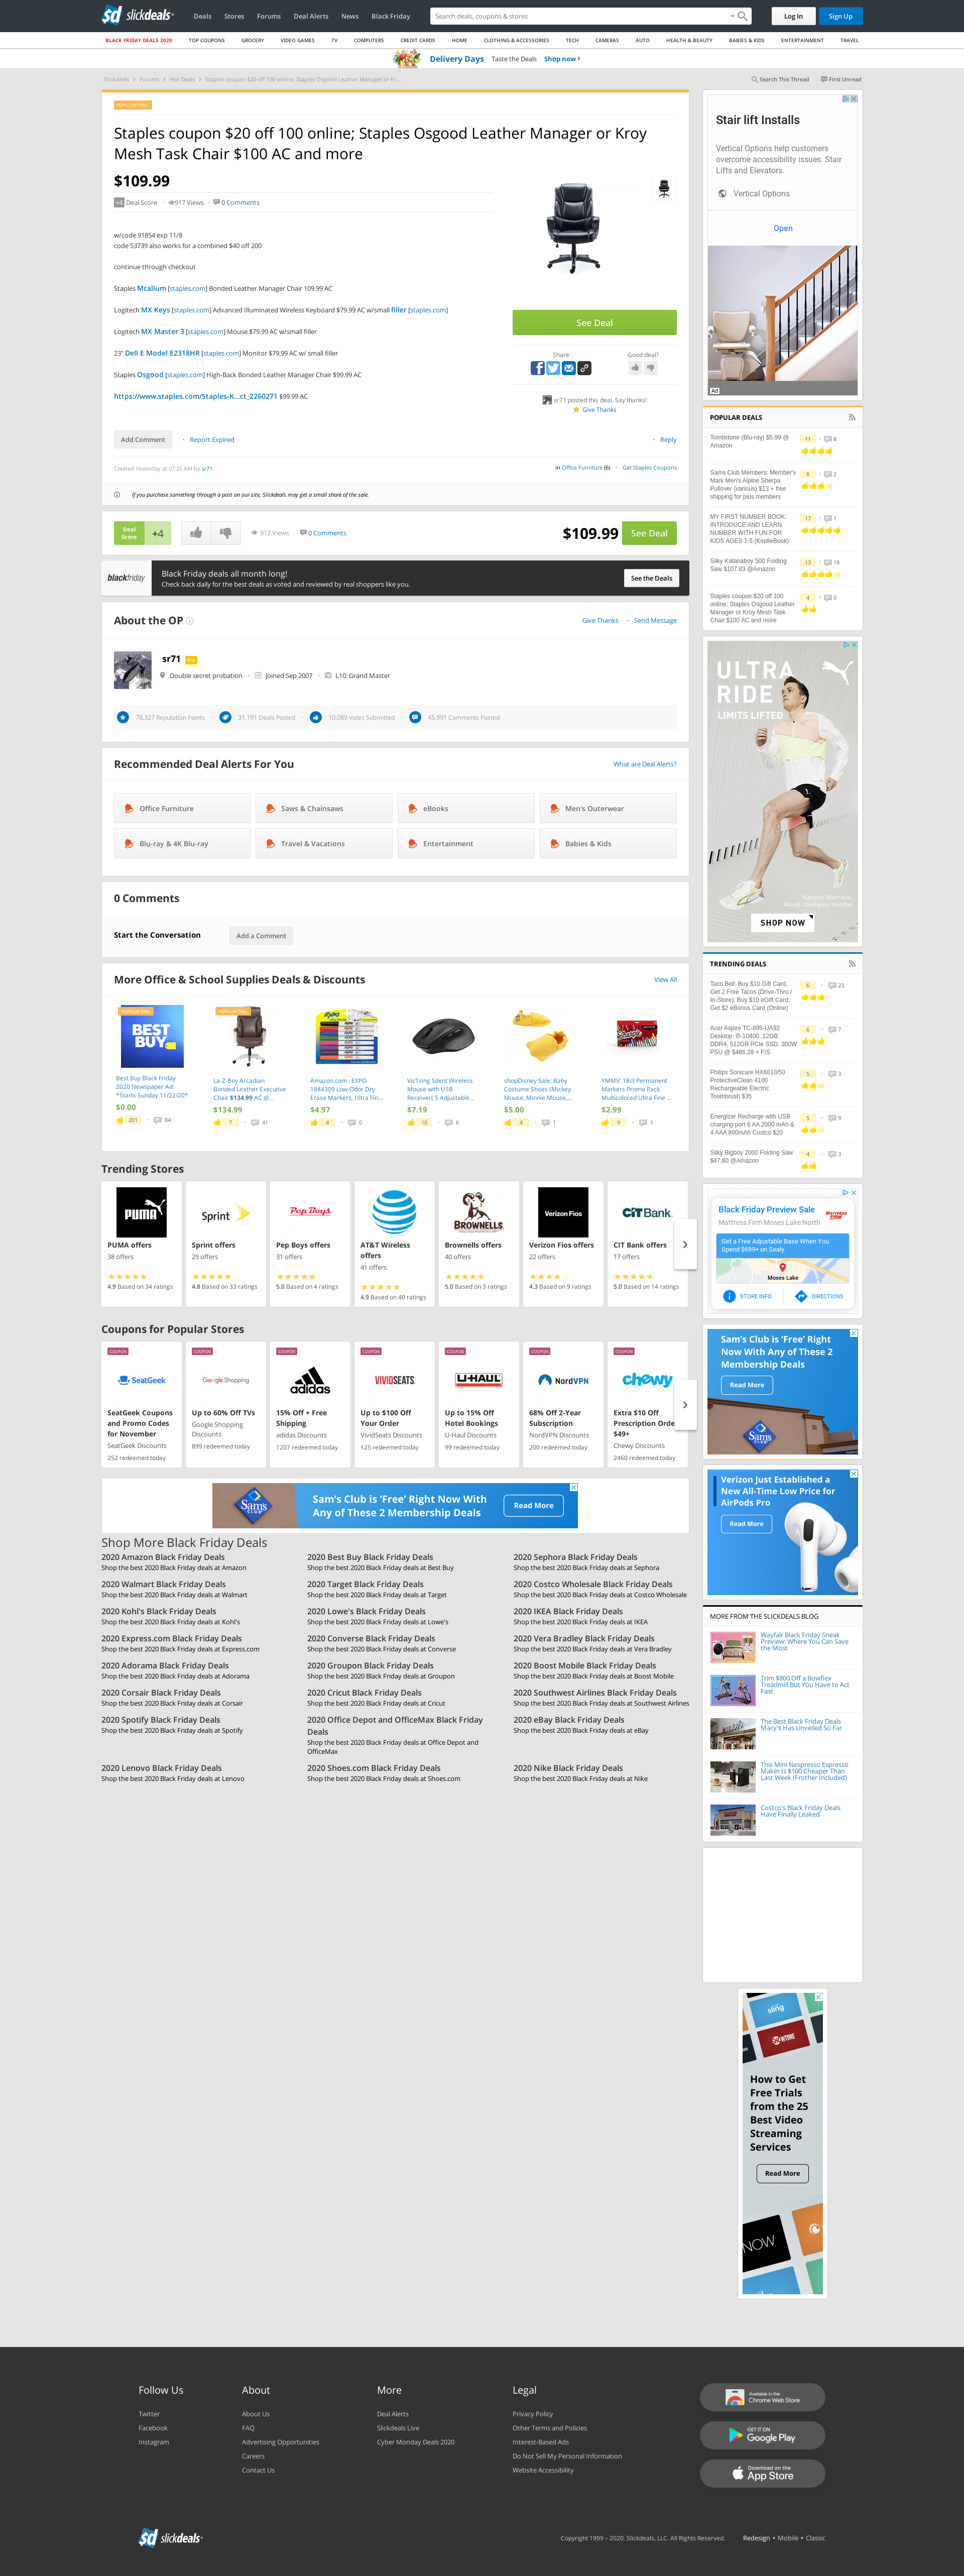 slickdeals
Deals
Stores
Forums
Deal Alerts
News
Black Friday
Search deals, coupons & stores
Log In
Sign Up
BLACK FRIDAY DEALS 2020
TOP COUPONS
GROCERY
VIDEO GAMES
TV
COMPUTERS
CREDIT CARDS
HOME
CLOTHING & ACCESSORIES
TECH
CAMERAS
AUTO
HEALTH & BEAUTY
BABIES & KIDS
ENTERTAINMENT
TRAVEL
Delivery Days Taste the Deals Shop now ›
Slickdeals > Forums > Hot Deals > Staples coupon $20 off 100 online; Staples Osgood Leather Manager or Kr...
Search This Thread
First Unread
POPULAR DEAL
Staples coupon $20 off 100 online; Staples Osgood Leather Manager or Kroy
Mesh Task Chair $100 AC and more
$109.99
+4 Deal Score • 917 Views • 0 Comments
w/code 91854 exp 11/8
code 53739 also works for a combined $40 off 200
continue through checkout
Staples Mcallum [staples.com] Bonded Leather Manager Chair 109.99 AC
Logitech MX Keys [staples.com] Advanced Illuminated Wireless Keyboard $79.99 AC w/small filler [staples.com]
Logitech MX Master 3 [staples.com] Mouse $79.99 AC w/small filler
23" Dell E Model E2318HR [staples.com] Monitor $79.99 AC w/ small filler
Staples Osgood [staples.com] High-Back Bonded Leather Manager Chair $99.99 AC
https://www.staples.com/Staples-K...ct_2260271 $99.99 AC
See Deal
Share
Good deal?
sr71 posted this deal. Say thanks!
Give Thanks
Add Comment • Report Expired
• Reply
Created Yesterday at 07:25 AM by sr71
in Office Furniture (6) • Get Staples Coupons
If you purchase something through a post on our site, Slickdeals may get a small share of the sale.
Deal
Score
+4
917 Views
0 Comments
$109.99
See Deal
blackfriday
Black Friday deals all month long!
Check back daily for the best deals as voted and reviewed by real shoppers like you.
See the Deals
About the OP
Give Thanks • Send Message
sr71 Pro
Double secret probation • Joined Sep 2007 • L10: Grand Master
78,327 Reputation Points • 31,191 Deals Posted • 10,089 Votes Submitted • 45,991 Comments Posted
Recommended Deal Alerts For You
What are Deal Alerts?
Office Furniture
Saws & Chainsaws
eBooks
Men's Outerwear
Blu-ray & 4K Blu-ray
Travel & Vacations
Entertainment
Babies & Kids
0 Comments
Start the Conversation
Add a Comment
More Office & School Supplies Deals & Discounts
View All
POPULAR DEAL
BEST
BUY
Best Buy Black Friday
2020 Newspaper Ad:
*Starts Sunday 11/22/20*
$0.00
201 • 84
POPULAR DEAL
La-Z-Boy Arcadian
Bonded Leather Executive
Chair $134.99 AC @...
$134.99
7 • 41
Amazon.com : EXPO
1884309 Low-Odor Dry
Erase Markers, Ultra Fin...
$4.97
4 • 0
VicTsing Silent Wireless
Mouse with USB
Receiver( 5 Adjustable...
$7.19
10 • 6
shopDisney Sale: Baby
Costume Shoes (Mickey
Mouse, Minnie Mouse,...
$5.00
4 • 1
Sharpie
YMMV: 18ct Permanent
Markers Promo Pack
Multicolored Ultra Fine ...
$2.99
9 • 1
Trending Stores
PUMA
PUMA offers
38 offers
4.9 Based on 34 ratings
Sprint
Sprint offers
29 offers
4.8 Based on 33 ratings
Pep Boys
Pep Boys offers
31 offers
5.0 Based on 4 ratings
AT&T Wireless
offers
41 offers
4.9 Based on 40 ratings
BROWNELLS
Brownells offers
40 offers
5.0 Based on 3 ratings
Verizon Fios
Verizon Fios offers
22 offers
4.3 Based on 9 ratings
CIT BANK
CIT Bank offers
17 offers
5.0 Based on 14 ratings
Coupons for Popular Stores
COUPON
SeatGeek
SeatGeek Coupons
and Promo Codes
for November
SeatGeek Discounts
252 redeemed today
COUPON
Google Shopping
Up to 60% Off TVs
Google Shopping
Discounts
899 redeemed today
COUPON
adidas
15% Off + Free
Shipping
adidas Discounts
1207 redeemed today
COUPON
VIVIDSEATS
Up to $100 Off
Your Order
VividSeats Discounts
125 redeemed today
COUPON
U-HAUL
Up to 15% Off
Hotel Bookings
U-Haul Discounts
99 redeemed today
COUPON
NordVPN
68% Off 2-Year
Subscription
NordVPN Discounts
200 redeemed today
COUPON
chewy
Extra $10 Off
Prescription Orde
$49+
Chewy Discounts
2460 redeemed today
Sam's CLUB
Sam's Club is 'Free' Right Now With
Any of These 2 Membership Deals
Read More
Shop More Black Friday Deals
2020 Amazon Black Friday Deals
Shop the best 2020 Black Friday deals at Amazon
2020 Best Buy Black Friday Deals
Shop the best 2020 Black Friday deals at Best Buy
2020 Sephora Black Friday Deals
Shop the best 2020 Black Friday deals at Sephora
2020 Walmart Black Friday Deals
Shop the best 2020 Black Friday deals at Walmart
2020 Target Black Friday Deals
Shop the best 2020 Black Friday deals at Target
2020 Costco Wholesale Black Friday Deals
Shop the best 2020 Black Friday deals at Costco Wholesale
2020 Kohl's Black Friday Deals
Shop the best 2020 Black Friday deals at Kohl's
2020 Lowe's Black Friday Deals
Shop the best 2020 Black Friday deals at Lowe's
2020 IKEA Black Friday Deals
Shop the best 2020 Black Friday deals at IKEA
2020 Express.com Black Friday Deals
Shop the best 2020 Black Friday deals at Express.com
2020 Converse Black Friday Deals
Shop the best 2020 Black Friday deals at Converse
2020 Vera Bradley Black Friday Deals
Shop the best 2020 Black Friday deals at Vera Bradley
2020 Adorama Black Friday Deals
Shop the best 2020 Black Friday deals at Adorama
2020 Groupon Black Friday Deals
Shop the best 2020 Black Friday deals at Groupon
2020 Boost Mobile Black Friday Deals
Shop the best 2020 Black Friday deals at Boost Mobile
2020 Corsair Black Friday Deals
Shop the best 2020 Black Friday deals at Corsair
2020 Cricut Black Friday Deals
Shop the best 2020 Black Friday deals at Cricut
2020 Southwest Airlines Black Friday Deals
Shop the best 2020 Black Friday deals at Southwest Airlines
2020 Spotify Black Friday Deals
Shop the best 2020 Black Friday deals at Spotify
2020 Office Depot and OfficeMax Black Friday
Deals
Shop the best 2020 Black Friday deals at Office Depot and
OfficeMax
2020 eBay Black Friday Deals
Shop the best 2020 Black Friday deals at eBay
2020 Lenovo Black Friday Deals
Shop the best 2020 Black Friday deals at Lenovo
2020 Shoes.com Black Friday Deals
Shop the best 2020 Black Friday deals at Shoes.com
2020 Nike Black Friday Deals
Shop the best 2020 Black Friday deals at Nike
Stair lift Installs
Vertical Options help customers
overcome accessibility issues. Stair
Lifts and Elevators.
Vertical Options
Open
Ad
POPULAR DEALS
Tombstone (Blu-ray) $5.99 @
Amazon
11 • 8
Sams Club Members: Member's
Mark Men's Alpine Sherpa
Pullover (various) $13 + free
shipping for plus members
8 • 2
MY FIRST NUMBER BOOK:
INTRODUCE AND LEARN
NUMBER WITH FUN FOR
KIDS AGES 1-5 (KindleBook)
17 • 1
Silky Katanaboy 500 Folding
Saw $107.83 @Amazon
13 • 18
Staples coupon $20 off 100
online; Staples Osgood Leather
Manager or Kroy Mesh Task
Chair $100 AC and more
4 • 0
ULTRA
RIDE
LIMITS LIFTED
Karsten Warholm,
World Champion Hurdler
SHOP NOW
TRENDING DEALS
Taco Bell: Buy $10 Gift Card,
Get 2 Free Tacos (Drive-Thru /
In-Store); Buy $10 eGift Card,
Get $2 eBonus Card (Online)
6 • 23
Acer Aspire TC-895-UA92
Desktop: i5-10400, 12GB
DDR4, 512GB PCIe SSD, 300W
PSU @ $486.28 + F/S
6 • 7
Philips Sonicare HX6810/50
ProtectiveClean 4100
Rechargeable Electric
Toothbrush $35
5 • 3
Energizer Recharge with USB
charging port 6 AA 2000 mAh &
4 AAA 800mAh Costco $20
5 • 9
Silky Bigboy 2000 Folding Saw
$47.80 @Amazon
4 • 3
Black Friday Preview Sale
Mattress Firm Moses Lake North
MATTRESS
FIRM
Get a Free Adjustable Base When You
Spend $699+ on Sealy.
Moses Lake
STORE INFO
DIRECTIONS
Sam's Club is 'Free' Right
Now With Any of These 2
Membership Deals
Read More
Sam's
Verizon Just Established a
New All-Time Low Price for
AirPods Pro
Read More
MORE FROM THE SLICKDEALS BLOG
Wayfair Black Friday Sneak
Preview: Where You Can Save
the Most
Trim $800 Off a Bowflex
Treadmill But You Have to Act
Fast
The Best Black Friday Deals
Macy's Has Unveiled So Far
This Mini Nespresso Espresso
Maker Is $100 Cheaper Than
Last Week (Frother Included)
Costco's Black Friday Deals
Have Finally Leaked
sling
SHOWTIME
How to Get
Free Trials
from the 25
Best Video
Streaming
Services
Read More
NOW
Follow Us
Twitter
Facebook
Instagram
About
About Us
FAQ
Advertising Opportunities
Careers
Contact Us
More
Deal Alerts
Slickdeals Live
Cyber Monday Deals 2020
Legal
Privacy Policy
Other Terms and Policies
Interest-Based Ads
Do Not Sell My Personal Information
Website Accessibility
Available in the
Chrome Web Store
GET IT ON
Google Play
Download on the
App Store
slickdeals
Copyright 1999 – 2020. Slickdeals, LLC. All Rights Reserved.
Redesign • Mobile • Classic